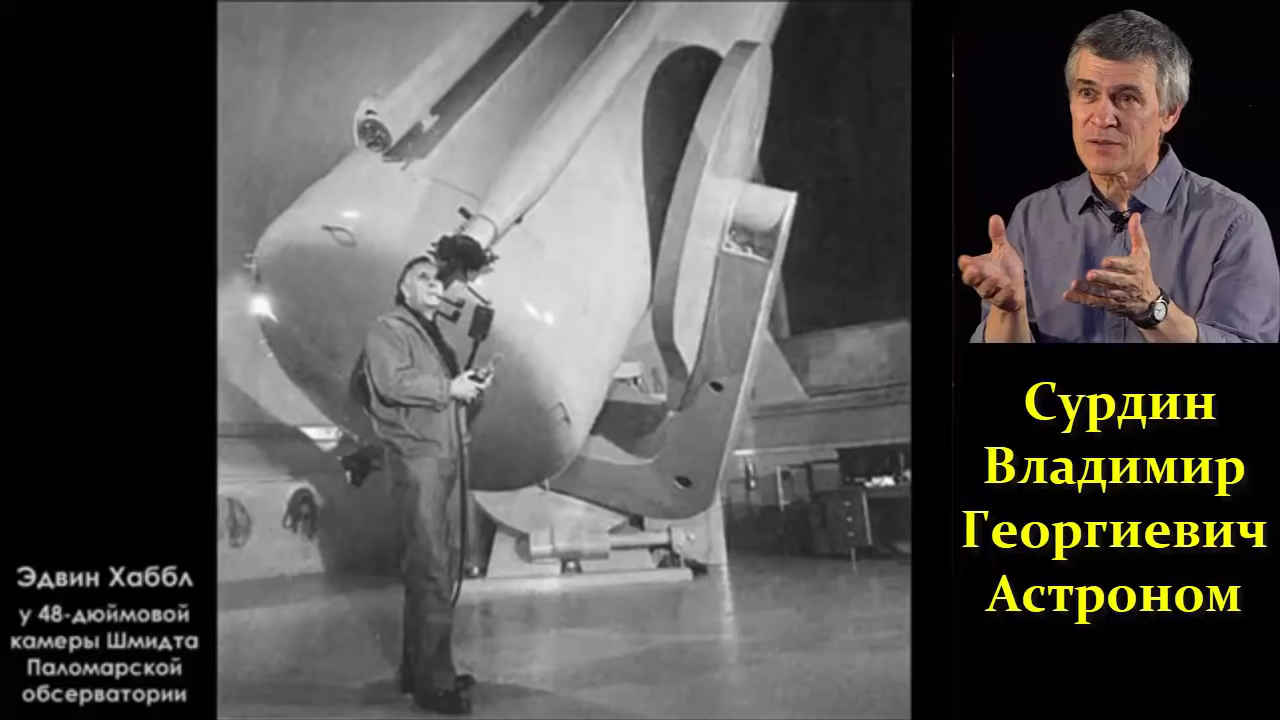 Эдвин Хаббл
у 48-дюймовой
камеры Шмидта
Паломарской
обсерватории
Сурдин
Владимир
Георгиевич
Астроном